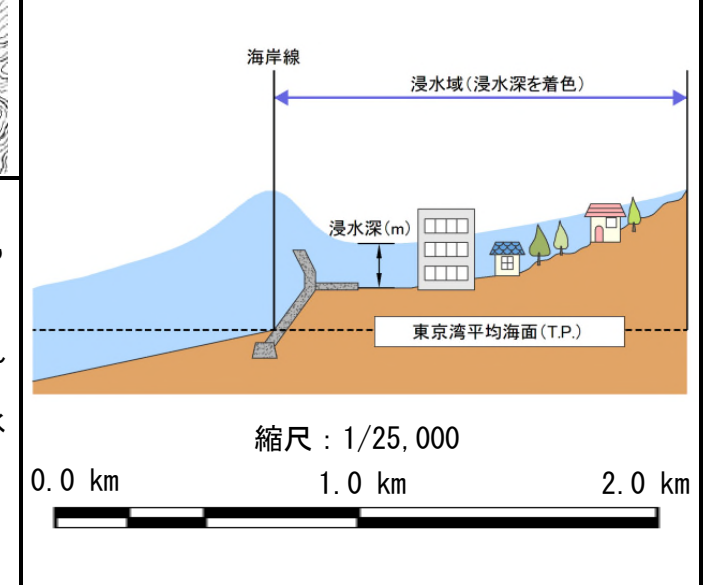 海岸線
浸水域(浸水深を着色)
浸水深(m)
東京湾平均海面(T.P.)
縮尺：1/25,000
0.0 km 1.0 km 2.0 km